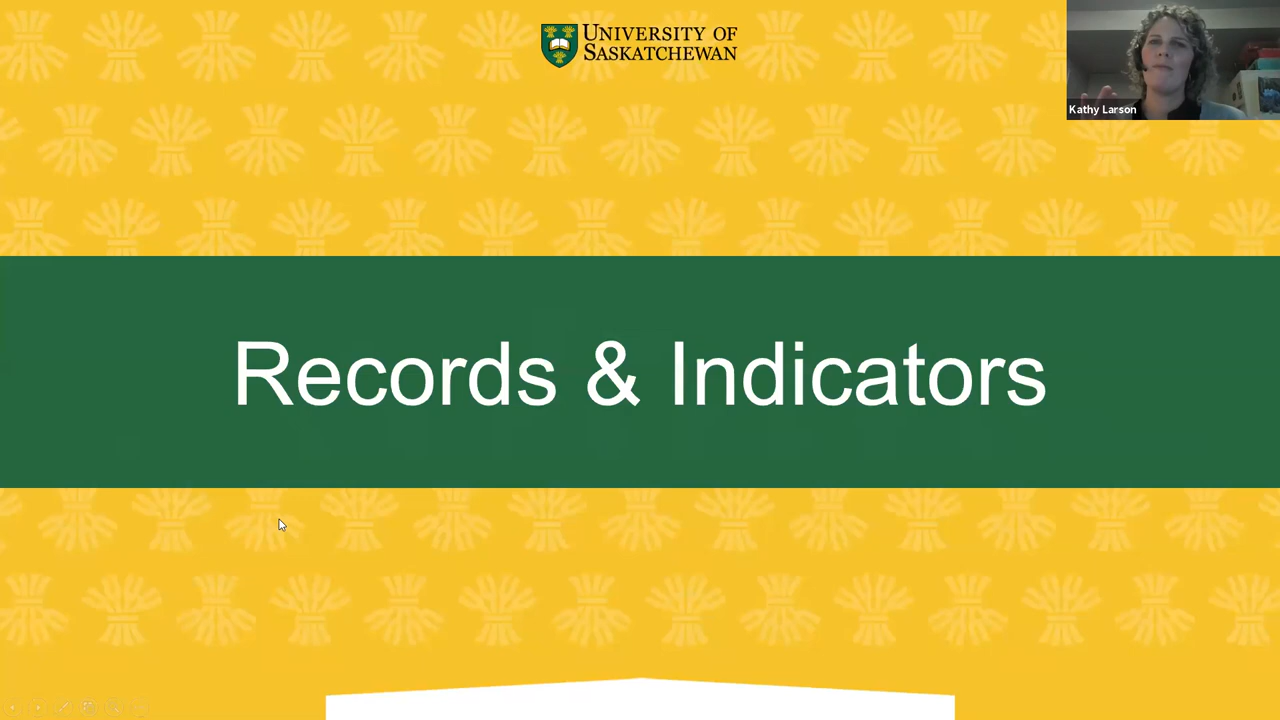 UNIVERSITY OF
SASKATCHEWAN
Kathy Larson
Records & Indicators